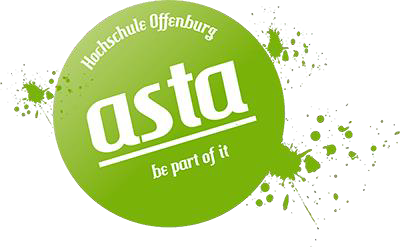 Hochschule Offenburg
asta
be part of it